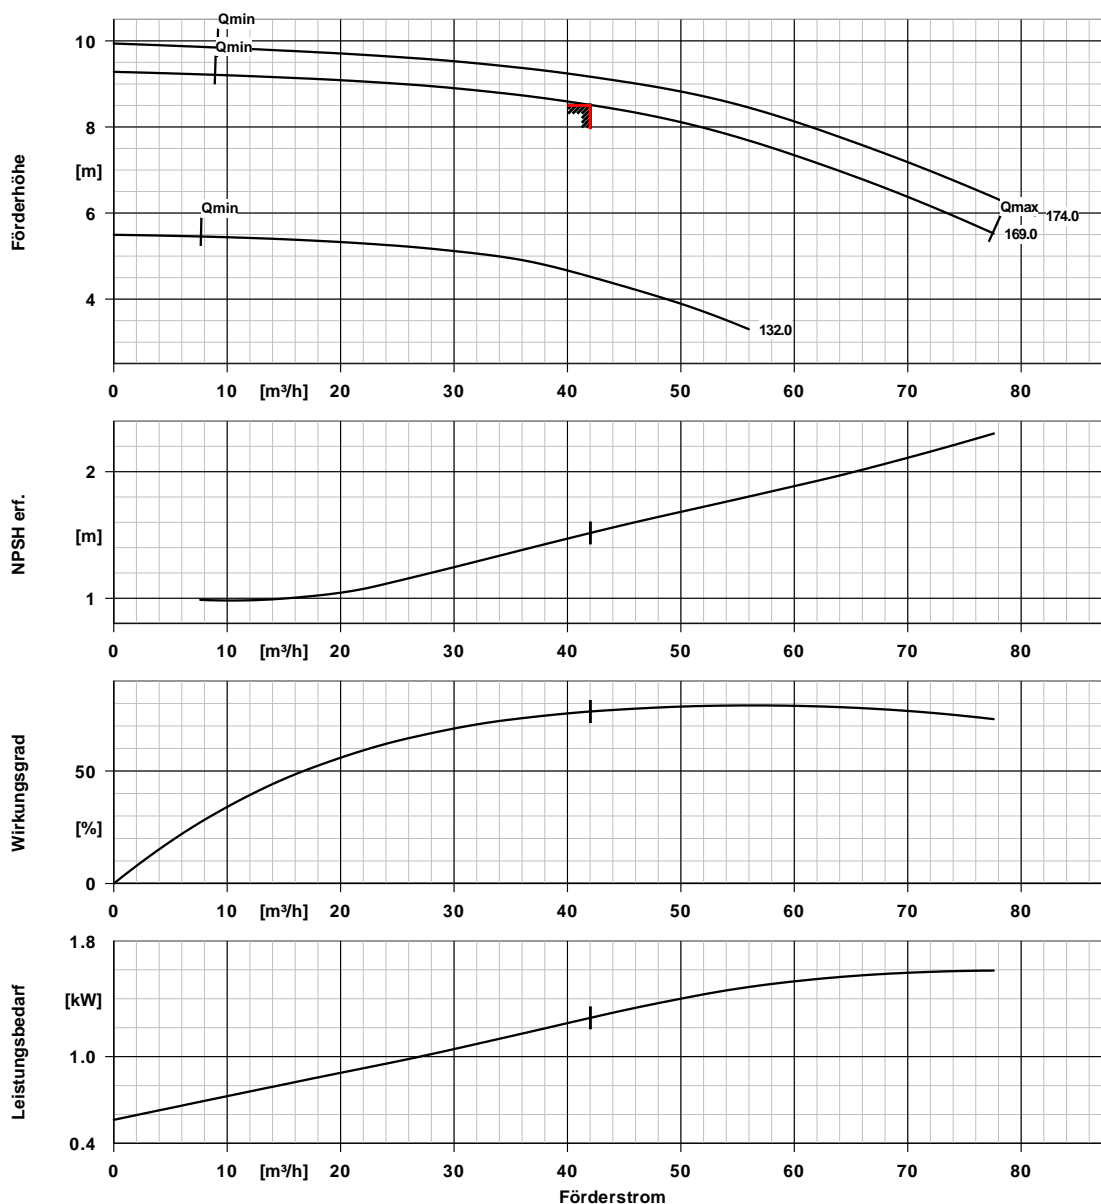 Qmin
10
Qmin
8
[m]
Förderhöhe
Qmin
6
Qmax
174.0
169.0
4
132.0
0 10 [m³/h] 20 30 40 50 60 70 80
2
NPSH erf.
[m]
1
0 10 [m³/h] 20 30 40 50 60 70 80
Wirkungsgrad
50
[%]
0
0 10 [m³/h] 20 30 40 50 60 70 80
1.8
[kW]
Leistungsbedarf
1.0
0.4
0 10 [m³/h] 20 30 40 50 60 70 80
Förderstrom